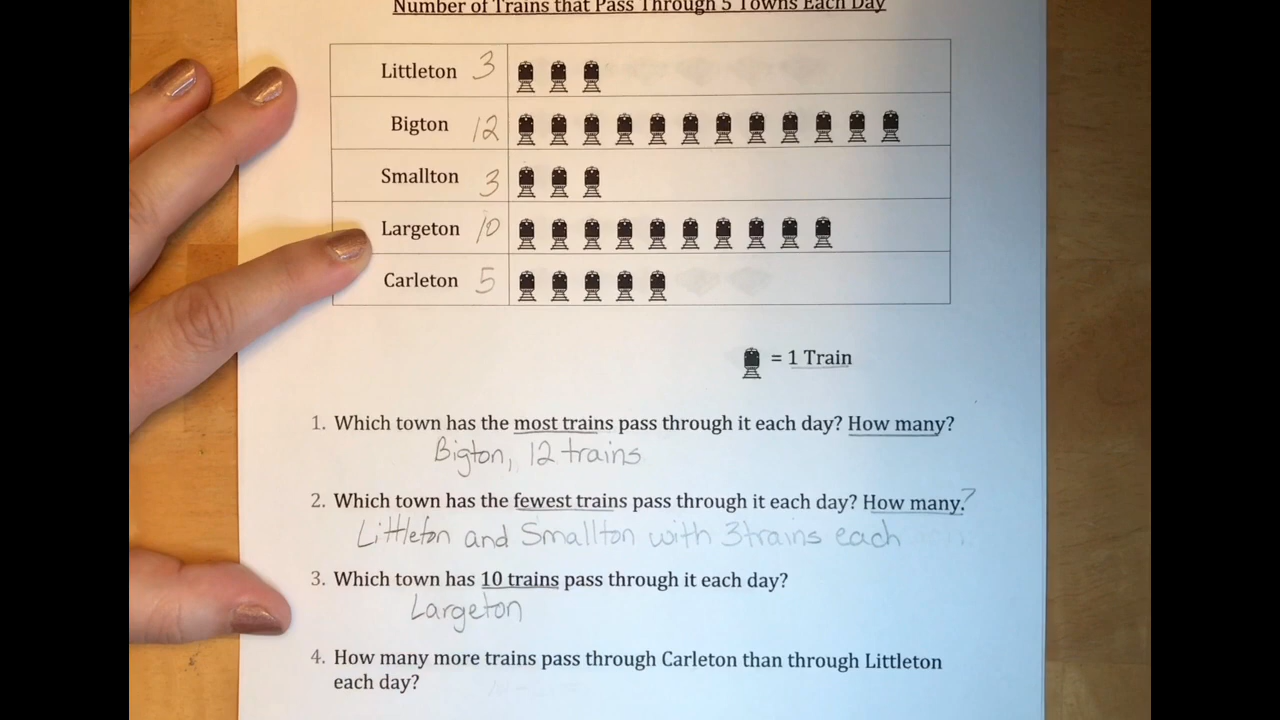 Number of Trains that Pass Through 5 Towns Each Day
Littleton 3
Bigton 12
Smallton 3
Largeton 10
Carleton 5
= 1 Train
1. Which town has the most trains pass through it each day? How many?
Bigton, 12 trains
2. Which town has the fewest trains pass through it each day? How many.?
Littleton and Smallton with 3 trains each
3. Which town has 10 trains pass through it each day?
Largeton
4. How many more trains pass through Carleton than through Littleton
each day?